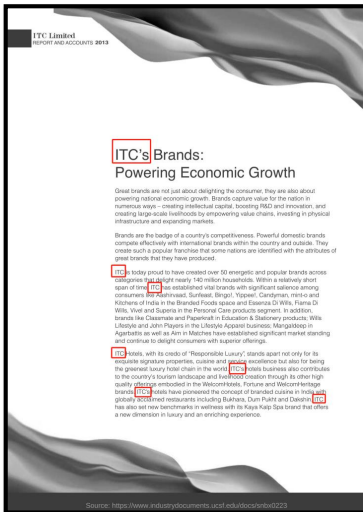 ITC Limited
REPORT AND ACCOUNTS 2013
ITC's Brands:
Powering Economic Growth
Great brands are not just about delighting the consumer, they are also about
powering national economic growth. Brands capture value for the nation in
numerous ways – creating intellectual capital, boosting R&D and innovation, and
creating large-scale livelihoods by empowering value chains, investing in physical
infrastructure and expanding markets.
Brands are the badge of a country's competitiveness. Powerful domestic brands
compete effectively with international brands within the country and outside. They
create such a popular franchise that some nations are identified with the attributes of
great brands that they have produced.
ITC is today proud to have created over 50 energetic and popular brands across
categories that delight nearly 140 million households. Within a relatively short
span of time ITC has established vital brands with significant salience among
consumers like Aashirvaad, Sunfeast, Bingo!, Yippee!, Candyman, mint-o and
Kitchens of India in the Branded Foods space and Essenza Di Wills, Fiama Di
Wills, Vivel and Superia in the Personal Care products segment. In addition,
brands like Classmate and Paperkraft in Education & Stationery products; Wills
Lifestyle and John Players in the Lifestyle Apparel business; Mangaldeep in
Agarbattis as well as Aim in Matches have established significant market standing
and continue to delight consumers with superior offerings.
ITC Hotels, with its credo of "Responsible Luxury", stands apart not only for its
exquisite signature properties, cuisine and service excellence but also for being
the greenest luxury hotel chain in the world. ITC's hotels business also contributes
to the country's tourism landscape and livelihood creation through its other high
quality offerings embodied in the WelcomHotels, Fortune and WelcomHeritage
brands. ITC's hotels have pioneered the concept of branded cuisine in India with
globally acclaimed restaurants including Bukhara, Dum Pukht and Dakshin. ITC
has also set new benchmarks in wellness with its Kaya Kalp Spa brand that offers
a new dimension in luxury and an enriching experience.
Source: https://www.industrydocuments.ucsf.edu/docs/snbx0223